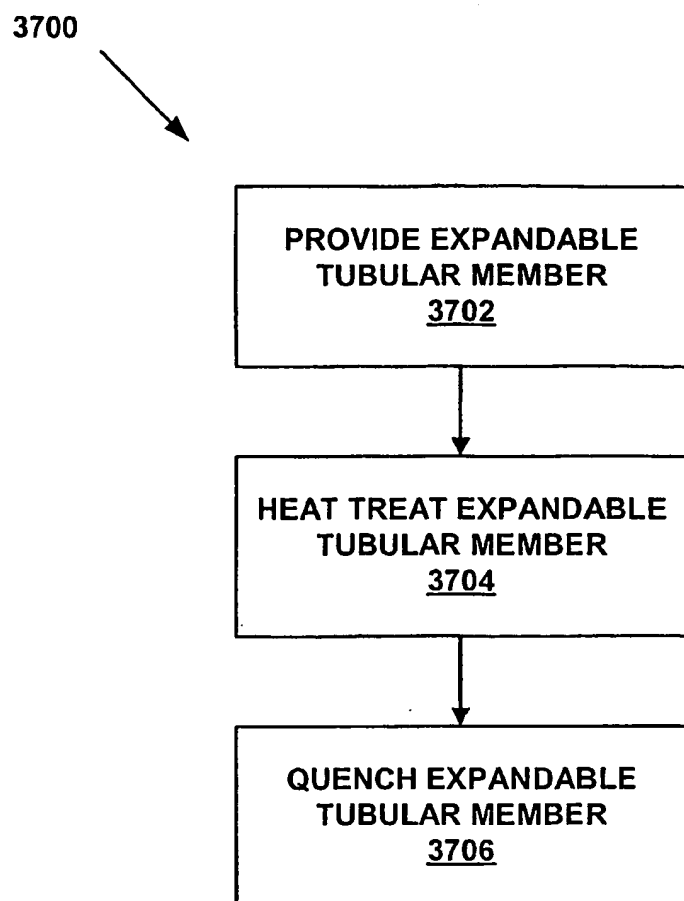 3700
PROVIDE EXPANDABLE
TUBULAR MEMBER
3702
HEAT TREAT EXPANDABLE
TUBULAR MEMBER
3704
QUENCH EXPANDABLE
TUBULAR MEMBER
3706